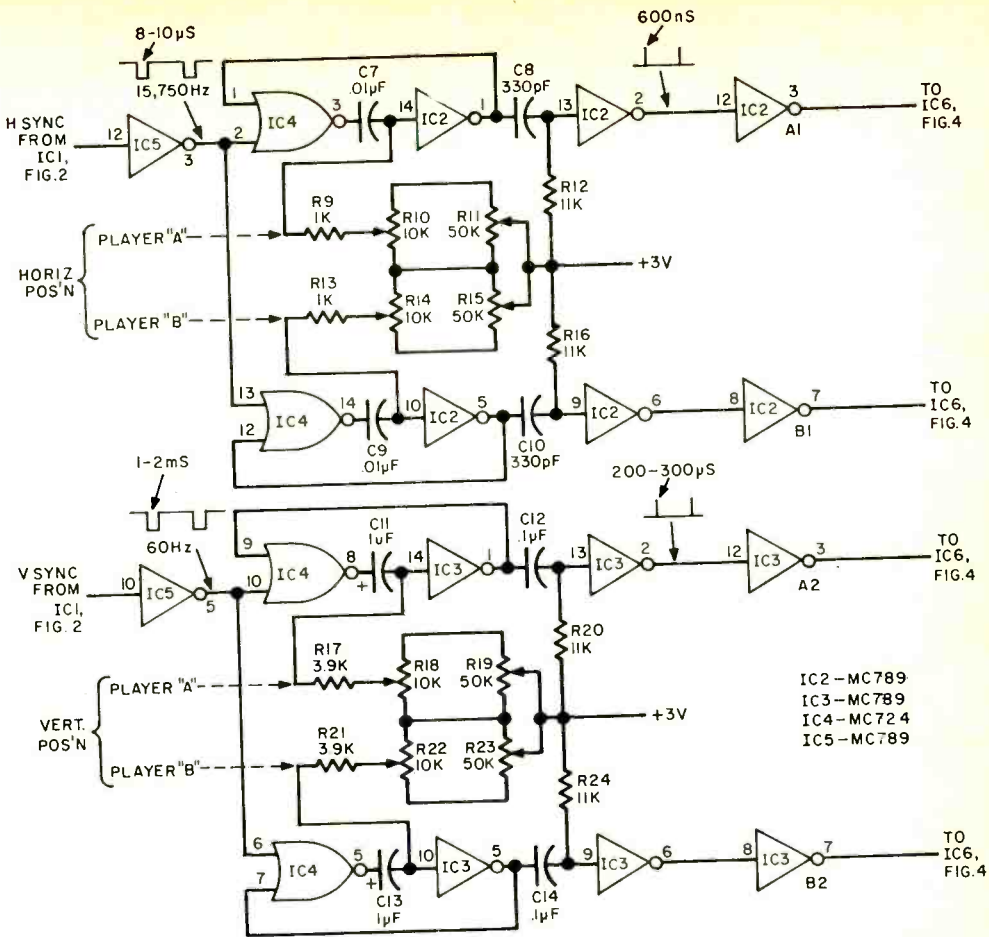 8-10µS
15,750Hz
H SYNC
FROM
IC1,
FIG.2
12
IC5
3
1
2
IC4
3
C7
.01µF
14
IC2
1
C8
330pF
13
IC2
2
600nS
12
IC2
3
A1
TO
IC6,
FIG.4
HORIZ
POS'N
PLAYER "A"
PLAYER "B"
R9
1K
R10
10K
R11
50K
R12
11K
+3V
R13
1K
R14
10K
R15
50K
R16
11K
13
12
IC4
14
C9
.01µF
10
IC2
5
C10
330pF
9
IC2
6
8
IC2
7
B1
TO
IC6,
FIG.4
1-2mS
60Hz
V SYNC
FROM
IC1,
FIG.2
10
IC5
5
9
10
IC4
8
C11
1µF
+
14
IC3
1
C12
.1µF
13
IC3
2
200-300µS
12
IC3
3
A2
TO
IC6,
FIG.4
VERT.
POS'N
PLAYER "A"
PLAYER "B"
R17
3.9K
R18
10K
R19
50K
R20
11K
+3V
R21
3.9K
R22
10K
R23
50K
R24
11K
IC2-MC789
IC3-MC789
IC4-MC724
IC5-MC789
6
7
IC4
5
+
C13
1µF
10
IC3
5
C14
.1µF
9
IC3
6
8
IC3
7
B2
TO
IC6,
FIG.4